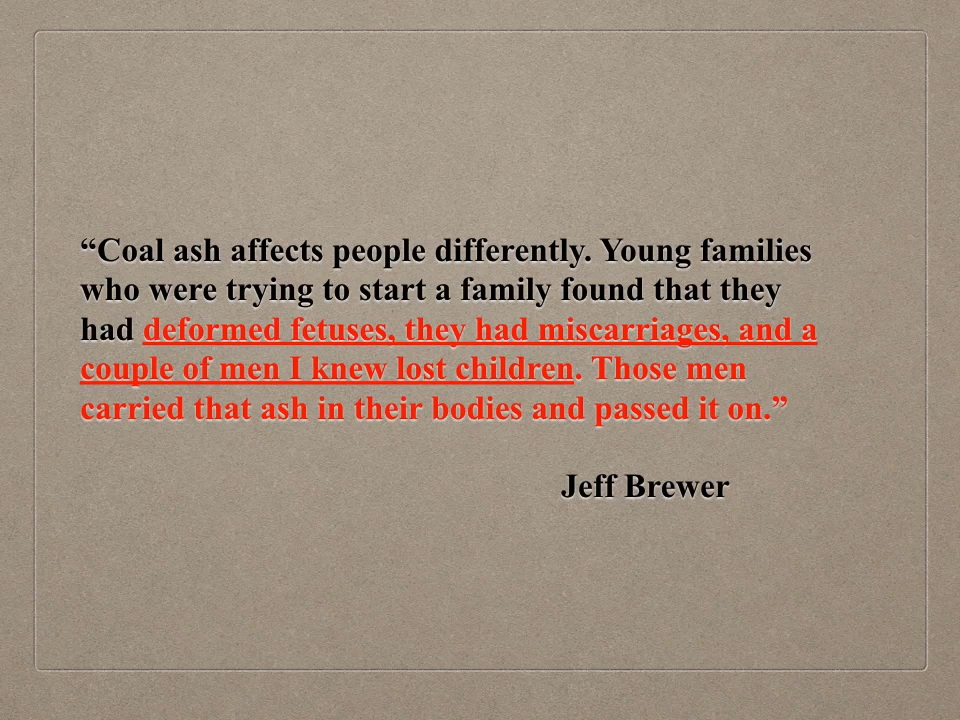 “Coal ash affects people differently. Young families
who were trying to start a family found that they
had deformed fetuses, they had miscarriages, and a
couple of men I knew lost children. Those men
carried that ash in their bodies and passed it on.”
Jeff Brewer